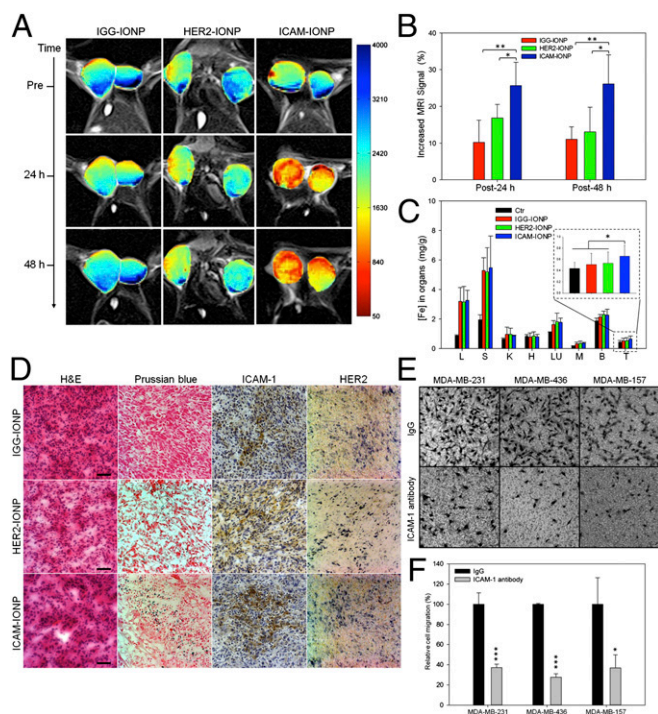 A
Time
IGG-IONP
HER2-IONP
ICAM-IONP
Pre
24 h
48 h
4000
3210
2420
1630
840
50
B
Increased MRI Signal (%)
40
30
20
10
0
IGG-IONP
HER2-IONP
ICAM-IONP
**
*
**
*
Post-24 h
Post-48 h
C
[Fe] in organs (mg/g)
10
8
6
4
2
0
Ctr
IGG-IONP
HER2-IONP
ICAM-IONP
*
L S K H LU M B T
D
H&E
Prussian blue
ICAM-1
HER2
IGG-IONP
HER2-IONP
ICAM-IONP
E
MDA-MB-231
MDA-MB-436
MDA-MB-157
IgG
ICAM-1 antibody
F
Relative cell migration (%)
140
120
100
80
60
40
20
0
IgG
ICAM-1 antibody
***
***
*
MDA-MB-231
MDA-MB-436
MDA-MB-157